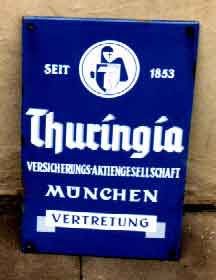 SEIT 1853
Thuringia
VERSICHERUNGS-AKTIENGESELLSCHAFT
MÜNCHEN
VERTRETUNG